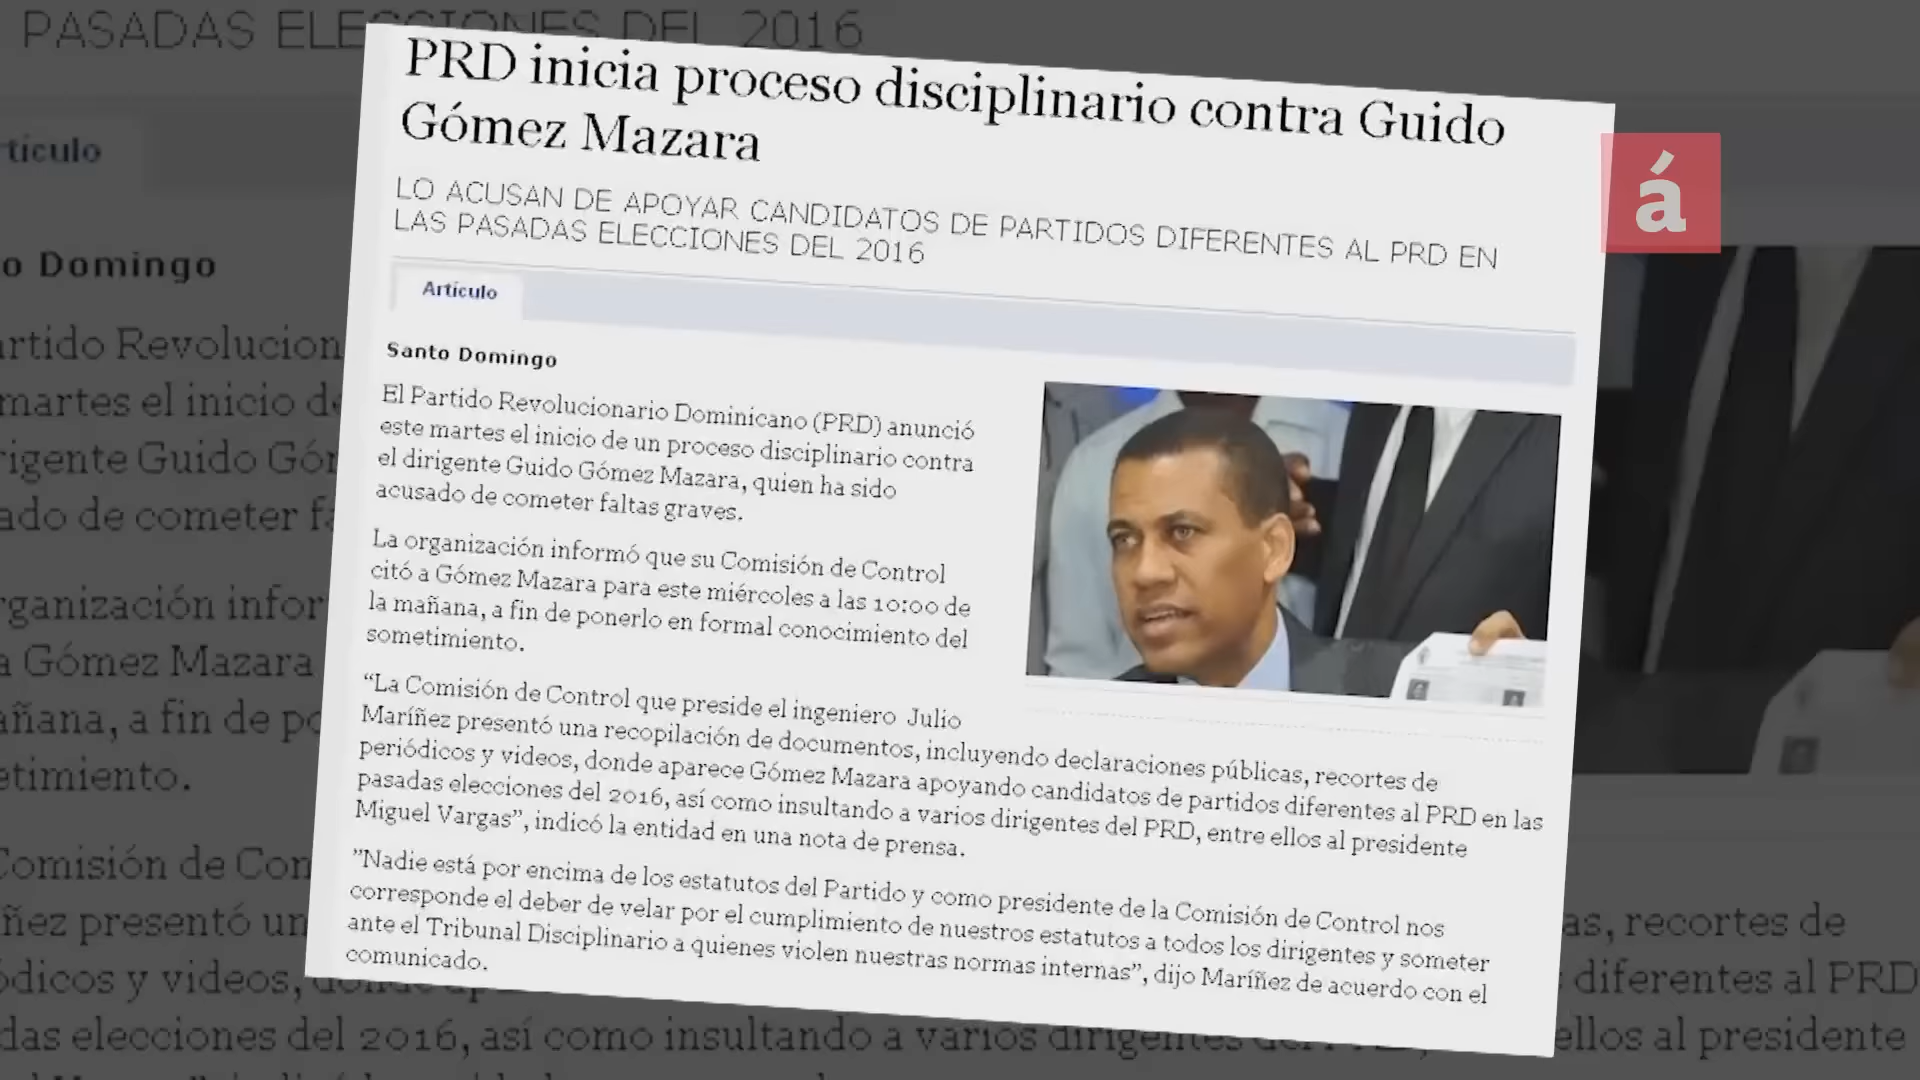 PRD inicia proceso disciplinario contra Guido
Gómez Mazara
LO ACUSAN DE APOYAR CANDIDATOS DE PARTIDOS DIFERENTES AL PRD EN
LAS PASADAS ELECCIONES DEL 2016
Artículo
Santo Domingo
El Partido Revolucionario Dominicano (PRD) anunció
este martes el inicio de un proceso disciplinario contra
el dirigente Guido Gómez Mazara, quien ha sido
acusado de cometer faltas graves.
La organización informó que su Comisión de Control
citó a Gómez Mazara para este miércoles a las 10:00 de
la mañana, a fin de ponerlo en formal conocimiento del
sometimiento.
“La Comisión de Control que preside el ingeniero Julio
Maríñez presentó una recopilación de documentos, incluyendo declaraciones públicas, recortes de
periódicos y videos, donde aparece Gómez Mazara apoyando candidatos de partidos diferentes al PRD en las
pasadas elecciones del 2016, así como insultando a varios dirigentes del PRD, entre ellos al presidente
Miguel Vargas”, indicó la entidad en una nota de prensa.
”Nadie está por encima de los estatutos del Partido y como presidente de la Comisión de Control nos
corresponde el deber de velar por el cumplimiento de nuestros estatutos a todos los dirigentes y someter
ante el Tribunal Disciplinario a quienes violen nuestras normas internas”, dijo Maríñez de acuerdo con el
comunicado.
á